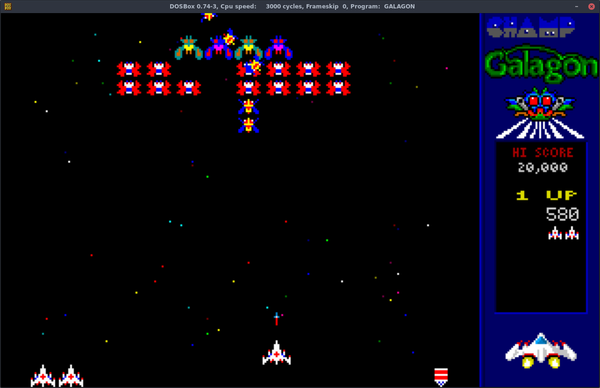 DOSBox 0.74-3, Cpu speed: 3000 cycles, Frameskip 0, Program: GALAGON
CHAMP
Galagon
HI SCORE
20,000
1 UP
580